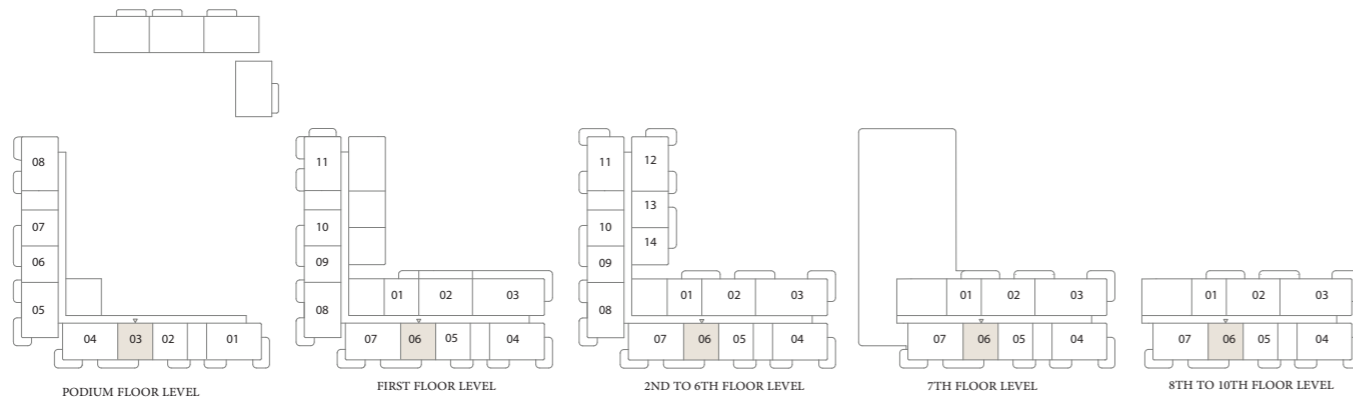 08
07
06
05
04 03 02 01
PODIUM FLOOR LEVEL
11
10
09
08
01 02 03
07 06 05 04
FIRST FLOOR LEVEL
11 12
13
10
14
09
08
01 02 03
07 06 05 04
2ND TO 6TH FLOOR LEVEL
01 02 03
07 06 05 04
7TH FLOOR LEVEL
01 02 03
07 06 05 04
8TH TO 10TH FLOOR LEVEL